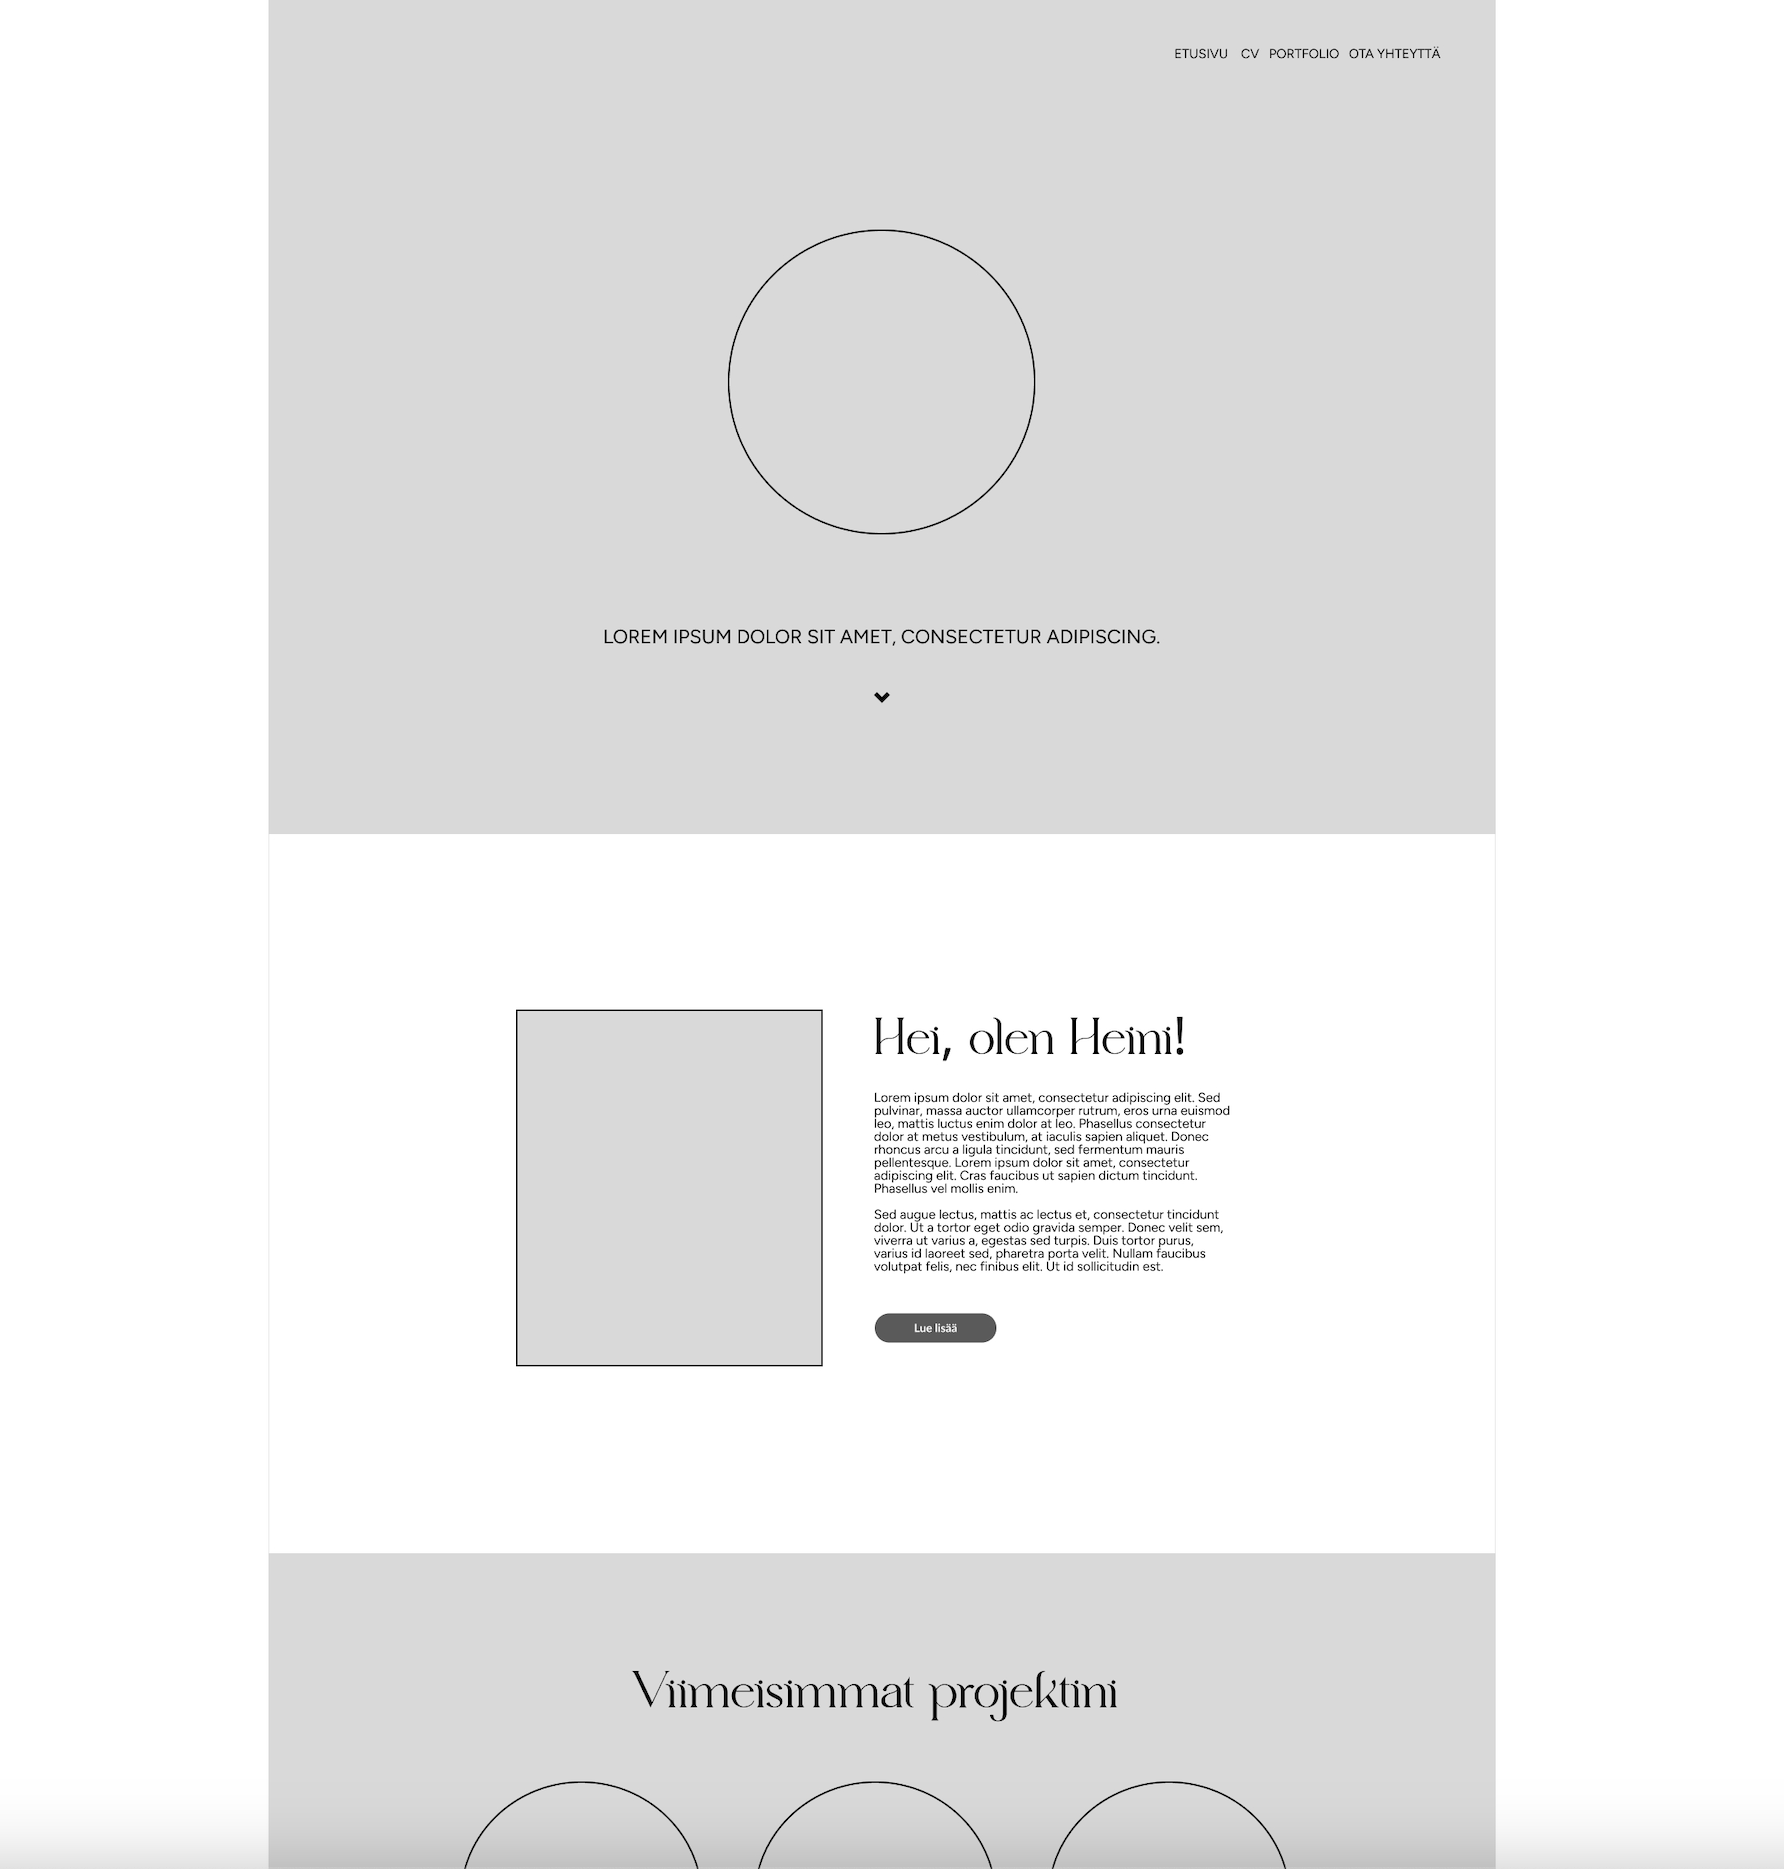 ETUSIVU CV PORTFOLIO OTA YHTEYTTÄ
LOREM IPSUM DOLOR SIT AMET, CONSECTETUR ADIPISCING.
Hei, olen Heini!
Lorem ipsum dolor sit amet, consectetur adipiscing elit. Sed
pulvinar, massa auctor ullamcorper rutrum, eros urna euismod
leo, mattis luctus enim dolor at leo. Phasellus consectetur
dolor at metus vestibulum, at iaculis sapien aliquet. Donec
rhoncus arcu a ligula tincidunt, sed fermentum mauris
pellentesque. Lorem ipsum dolor sit amet, consectetur
adipiscing elit. Cras faucibus ut sapien dictum tincidunt.
Phasellus vel mollis enim.
Sed augue lectus, mattis ac lectus et, consectetur tincidunt
dolor. Ut a tortor eget odio gravida semper. Donec velit sem,
viverra ut varius a, egestas sed turpis. Duis tortor purus,
varius id laoreet sed, pharetra porta velit. Nullam faucibus
volutpat felis, nec finibus elit. Ut id sollicitudin est.
Lue lisää
Viimeisimmat projektini